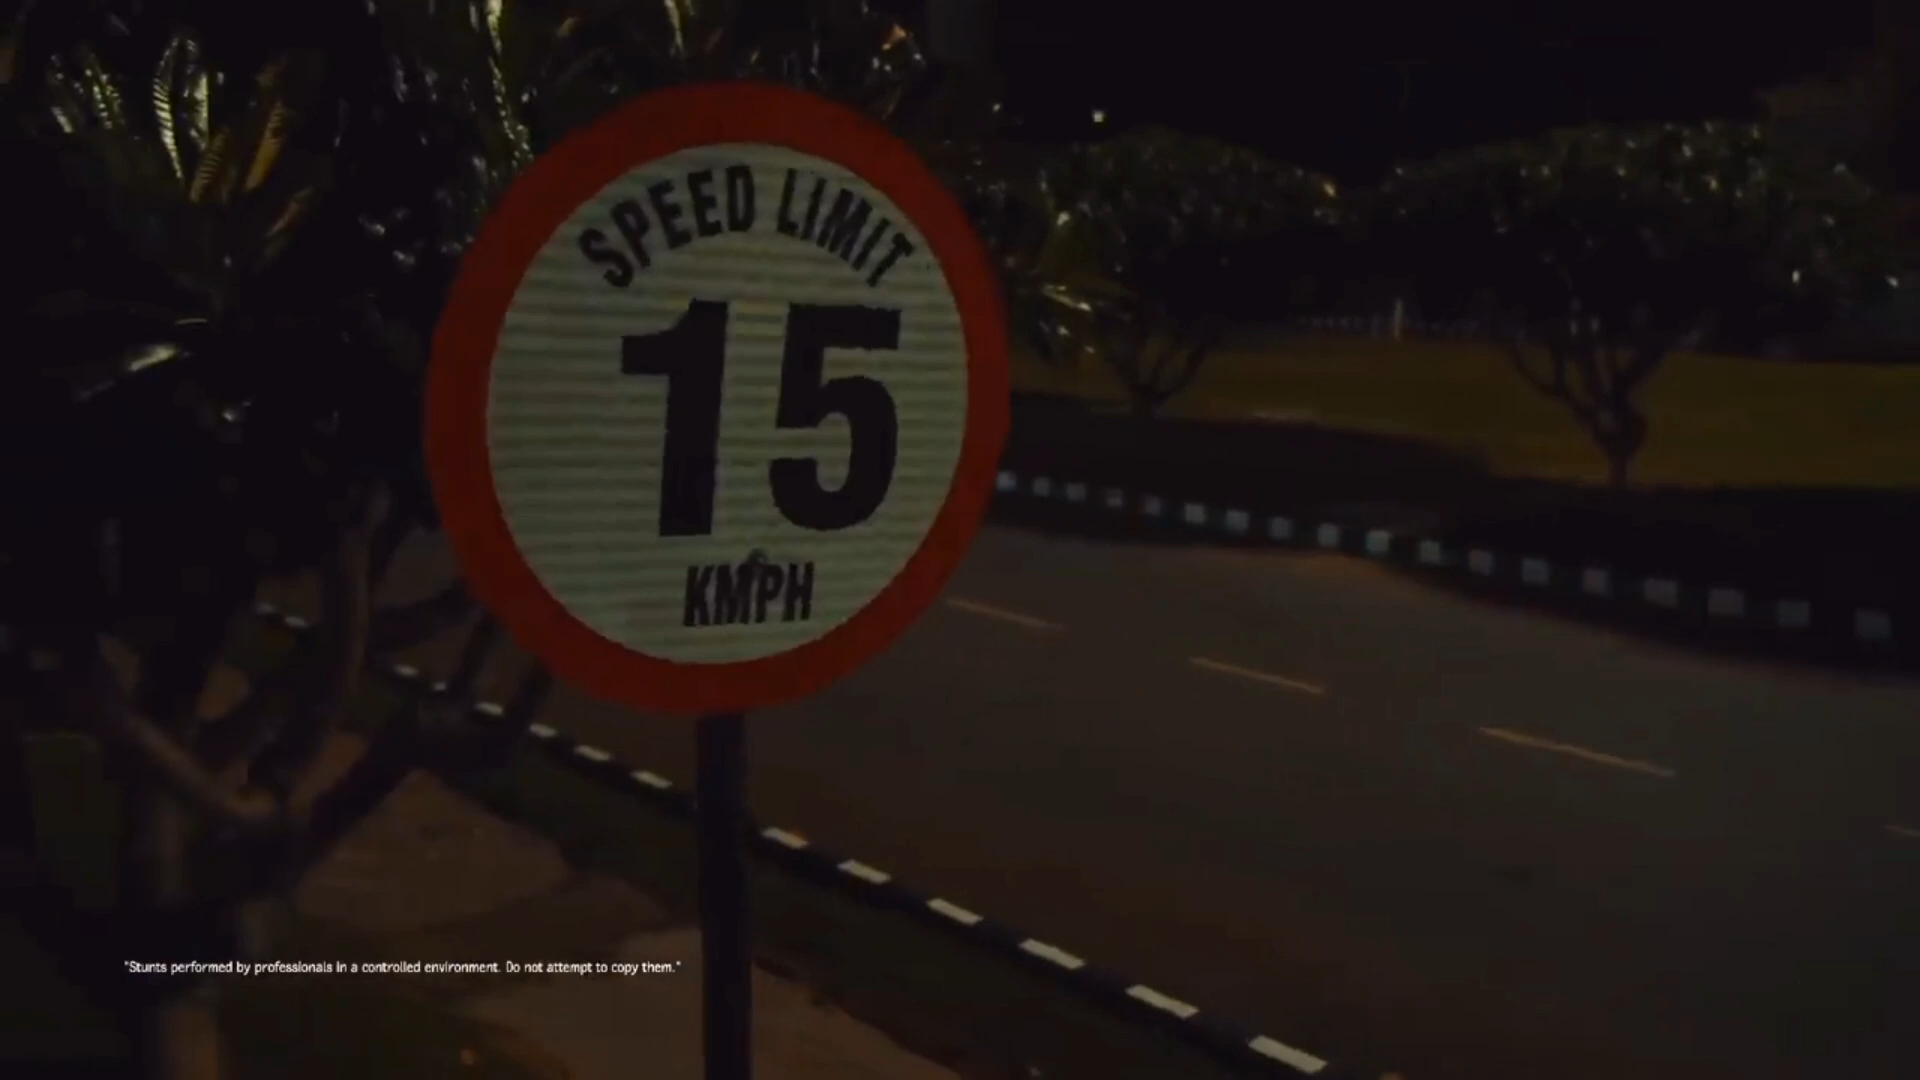 SPEED LIMIT
15
KMPH
"Stunts performed by professionals in a controlled environment. Do not attempt to copy them."